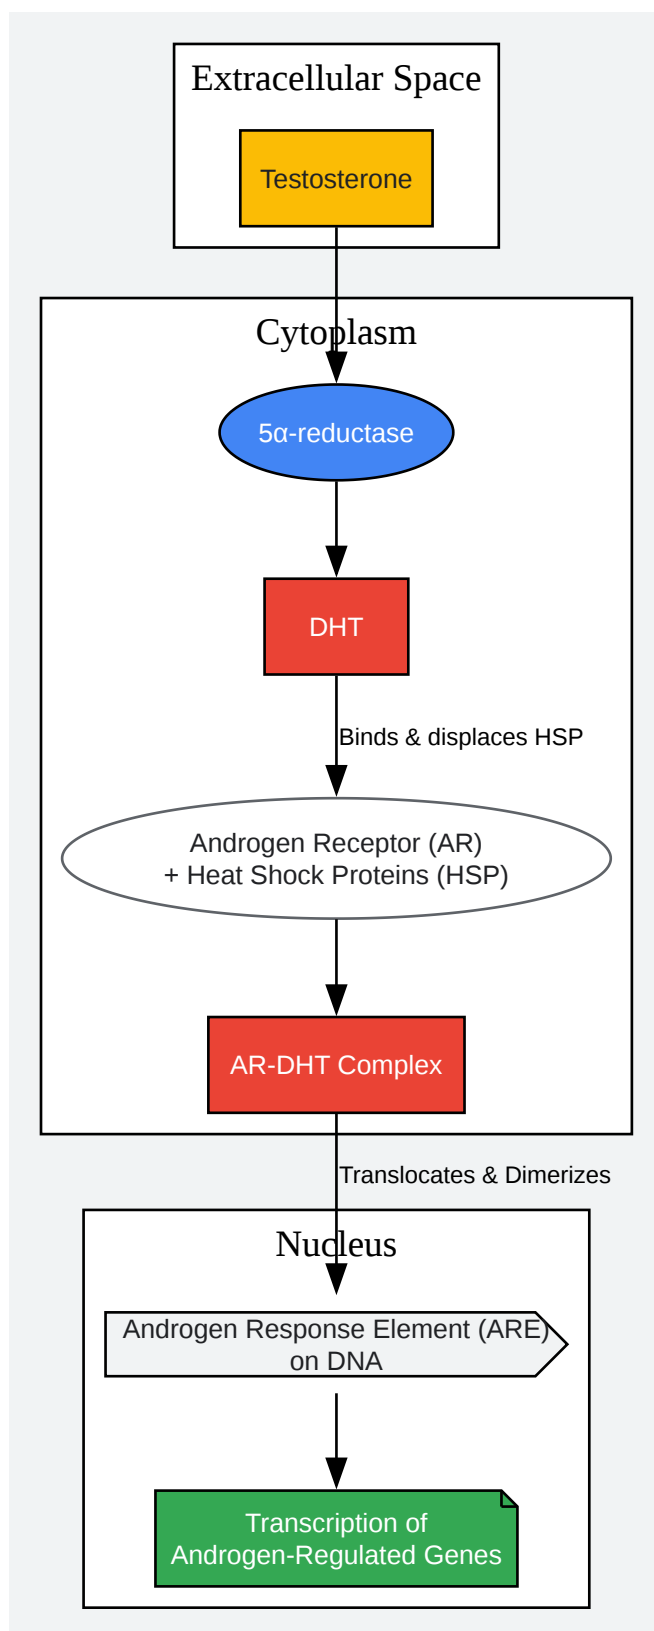 Extracellular Space
Testosterone
Cytoplasm
5α-reductase
DHT
Binds & displaces HSP
Androgen Receptor (AR)
+ Heat Shock Proteins (HSP)
AR-DHT Complex
Translocates & Dimerizes
Nucleus
Androgen Response Element (ARE)
on DNA
Transcription of
Androgen-Regulated Genes